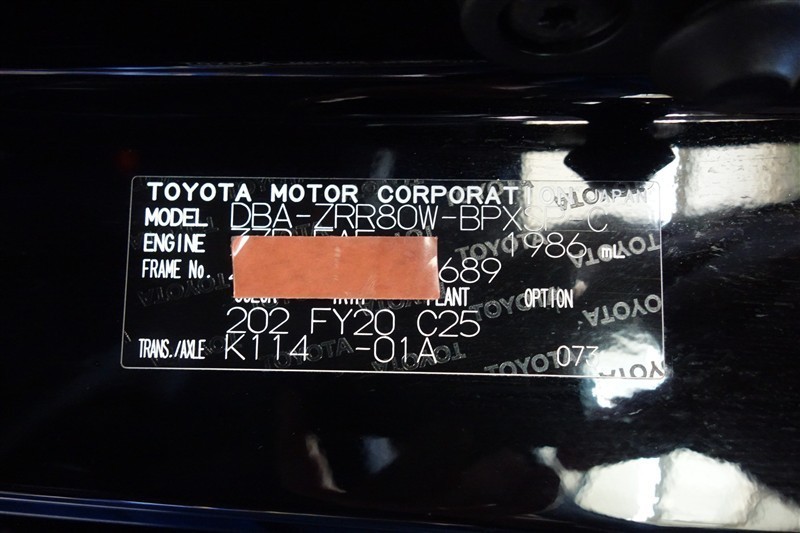 TOYOTA MOTOR CORPORATION JAPAN
MODEL DBA-ZRR80W-BPXSP-C
ENGINE 1986 mL
FRAME No. 689
COLOR TRIM PLANT OPTION
202 FY20 C25
TRANS./AXLE K114 -01A 073